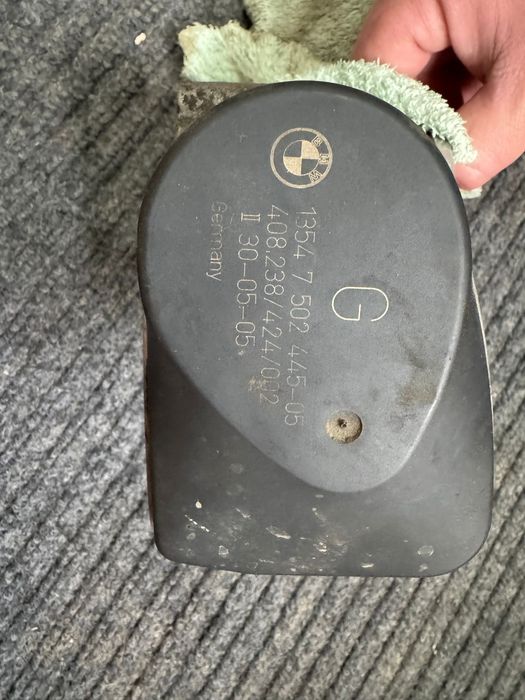 BMW
G
1354 7 502 445-05
408.238/424/002
II 30-05-05
Germany